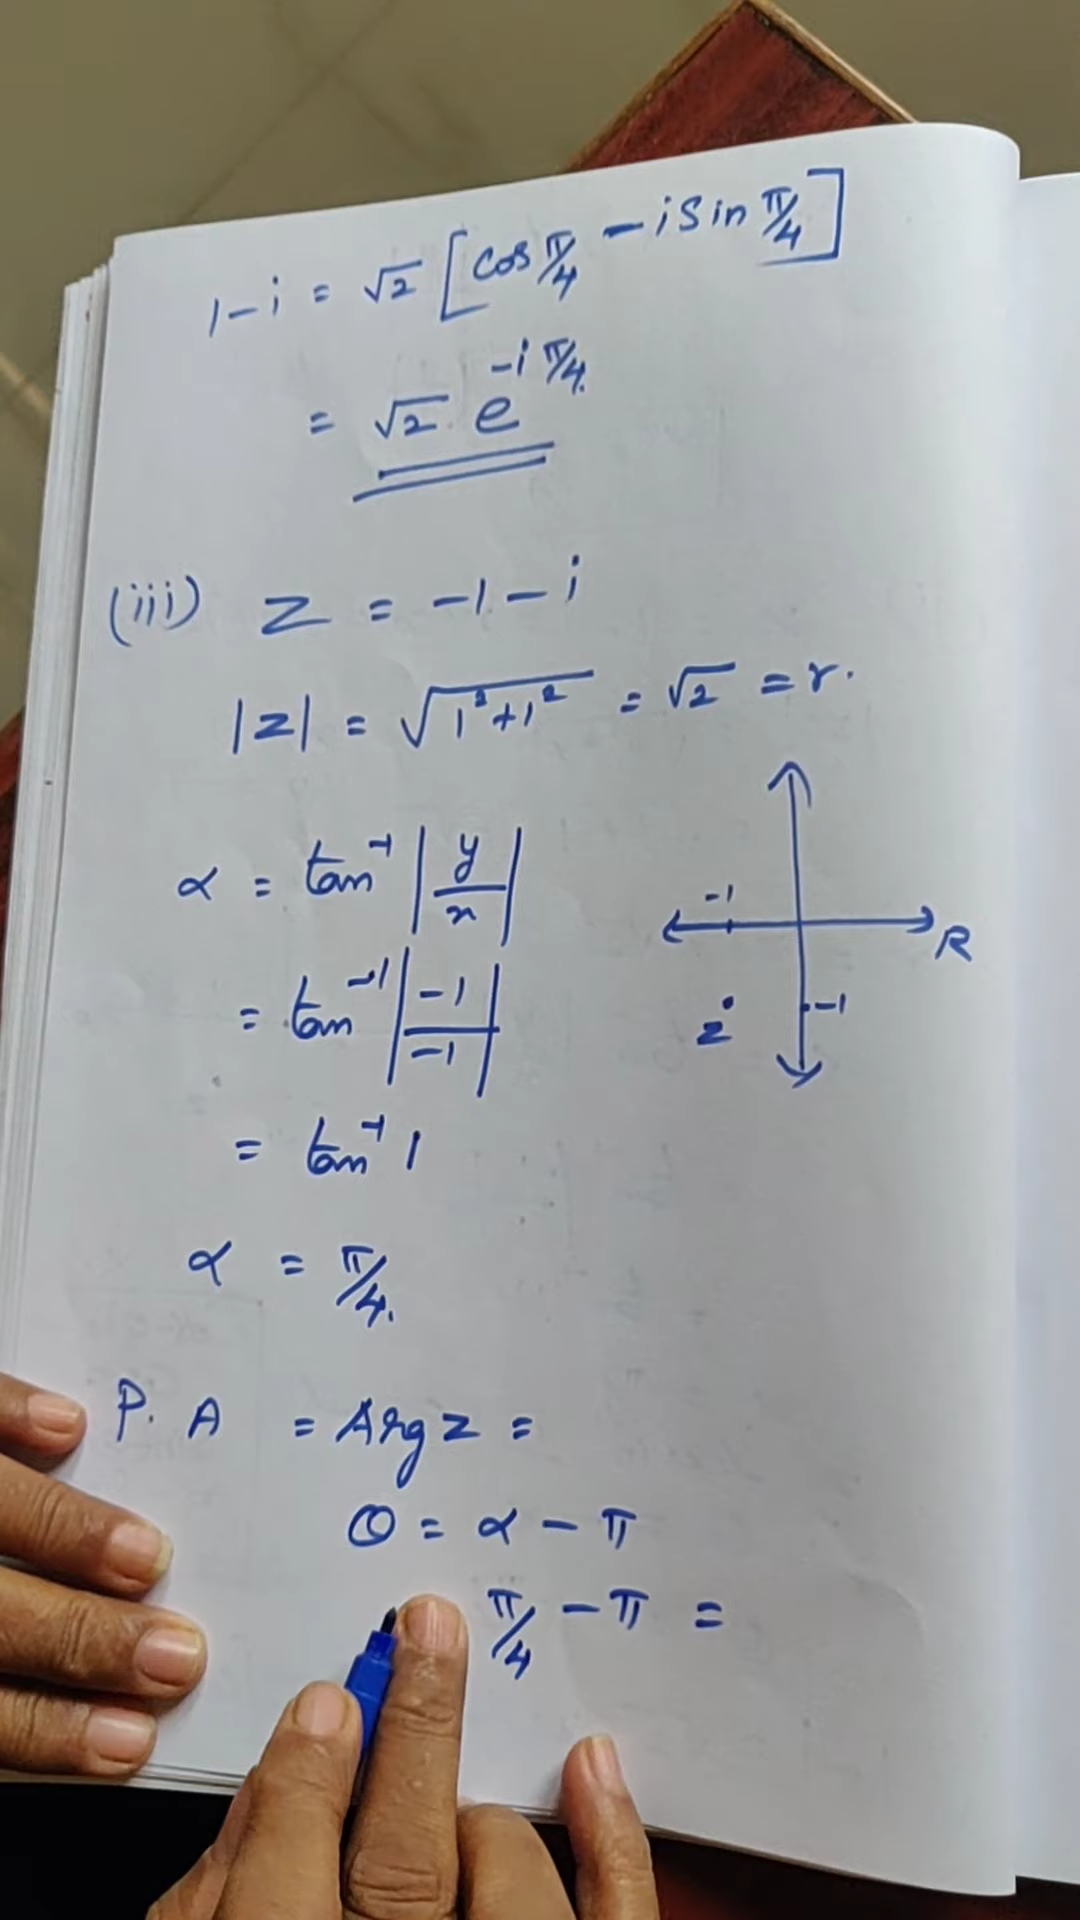 1 - i = √2 [cos π/4 - i sin π/4]
= √2 e^{-i π/4}.
(iii) z = -1 - i
|z| = √(1² + 1²) = √2 = r.
α = tan⁻¹ |y/x|
= tan⁻¹ |-1/-1|
= tan⁻¹ 1
α = π/4.
-1
R
z
-1
P. A = Arg z =
θ = α - π
π/4 - π =